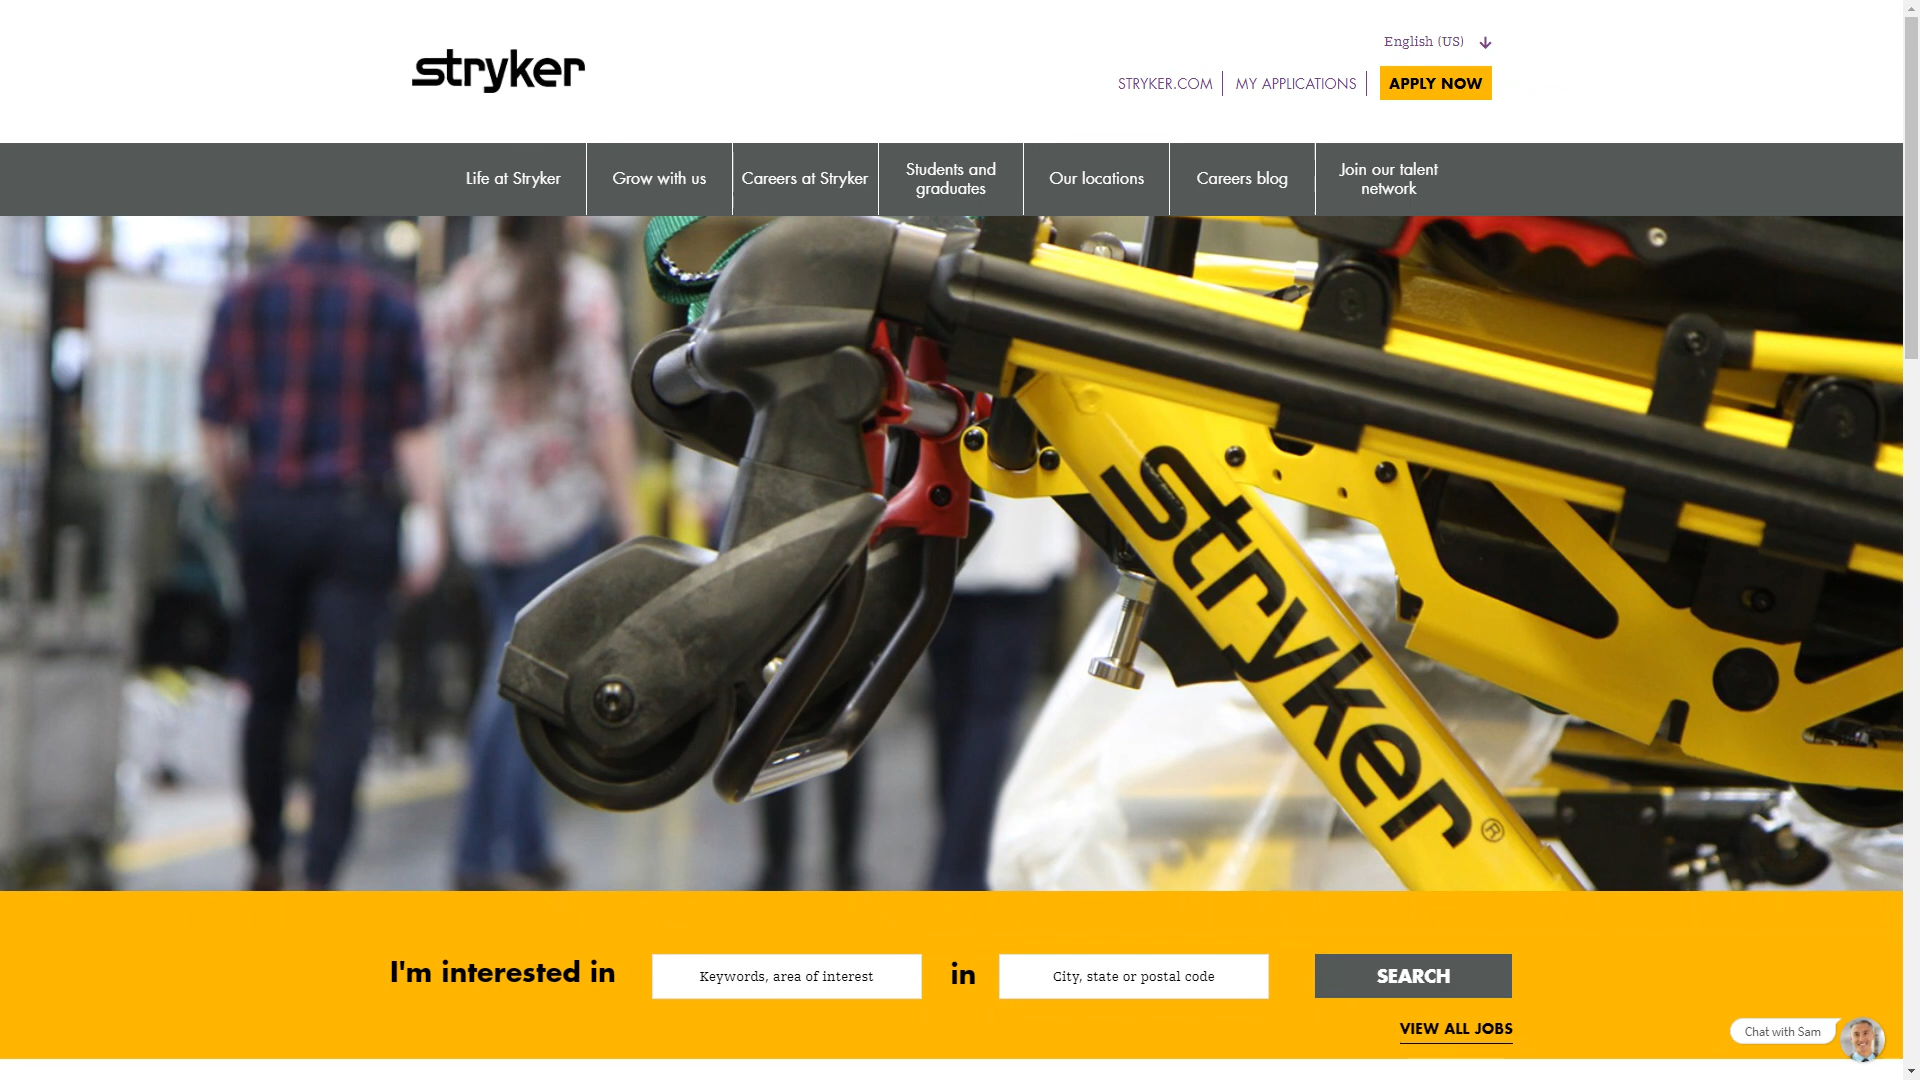 stryker
English (US)
STRYKER.COM
MY APPLICATIONS
APPLY NOW
Life at Stryker
Grow with us
Careers at Stryker
Students and
graduates
Our locations
Careers blog
Join our talent
network
stryker®
I'm interested in
Keywords, area of interest
in
City, state or postal code
SEARCH
VIEW ALL JOBS
Chat with Sam